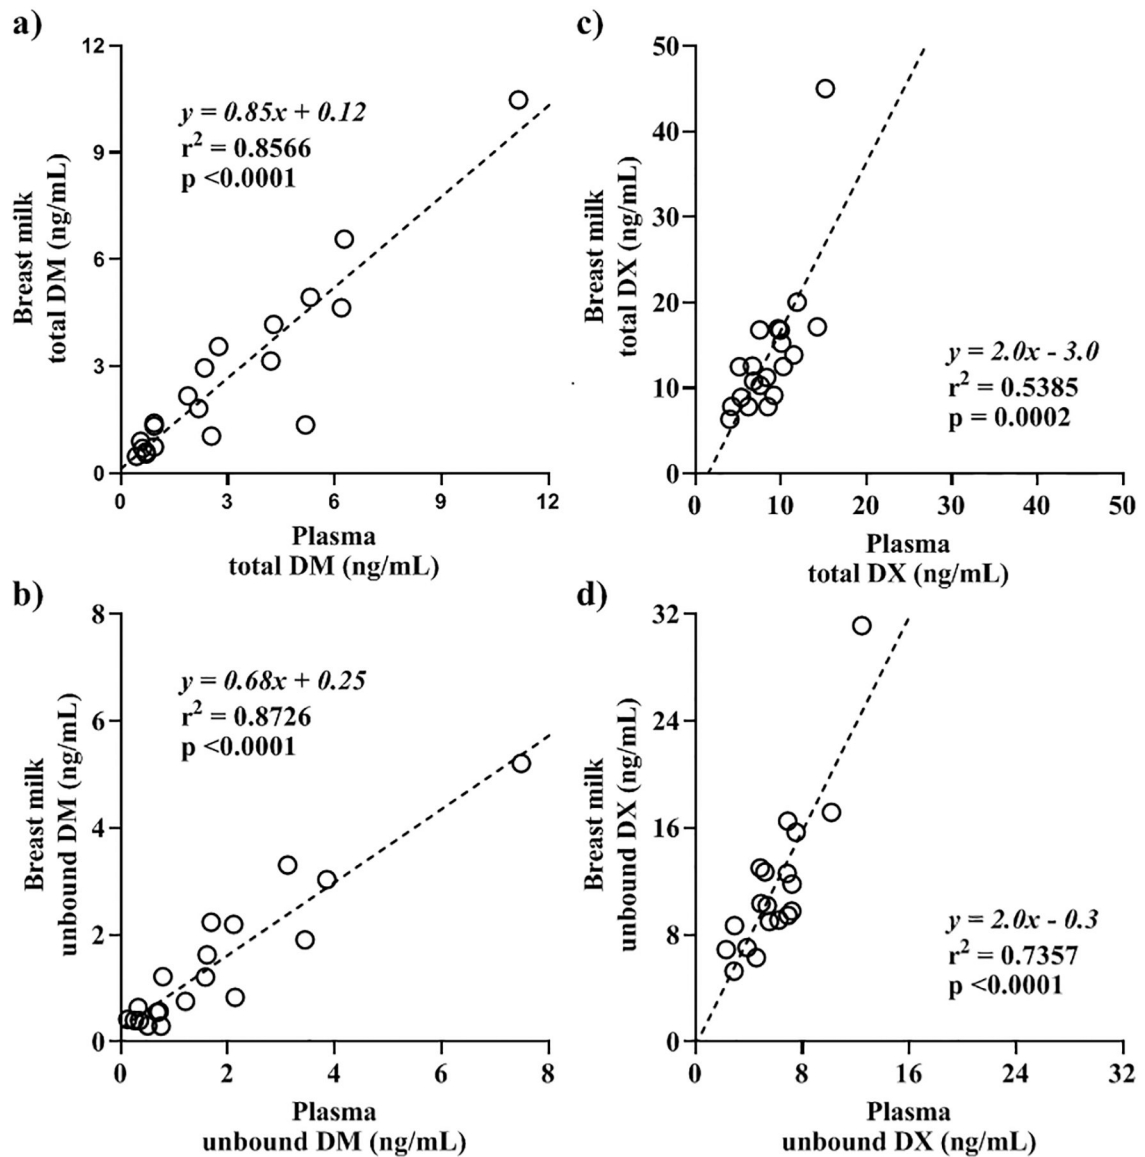 a)
12
9
6
3
0
0 3 6 9 12
Breast milk
total DM (ng/mL)
y = 0.85x + 0.12
r² = 0.8566
p <0.0001
Plasma
total DM (ng/mL)
c)
50
40
30
20
10
0
0 10 20 30 40 50
Breast milk
total DX (ng/mL)
y = 2.0x - 3.0
r² = 0.5385
p = 0.0002
Plasma
total DX (ng/mL)
b)
8
6
4
2
0
0 2 4 6 8
Breast milk
unbound DM (ng/mL)
y = 0.68x + 0.25
r² = 0.8726
p <0.0001
Plasma
unbound DM (ng/mL)
d)
32
24
16
8
0
0 8 16 24 32
Breast milk
unbound DX (ng/mL)
y = 2.0x - 0.3
r² = 0.7357
p <0.0001
Plasma
unbound DX (ng/mL)